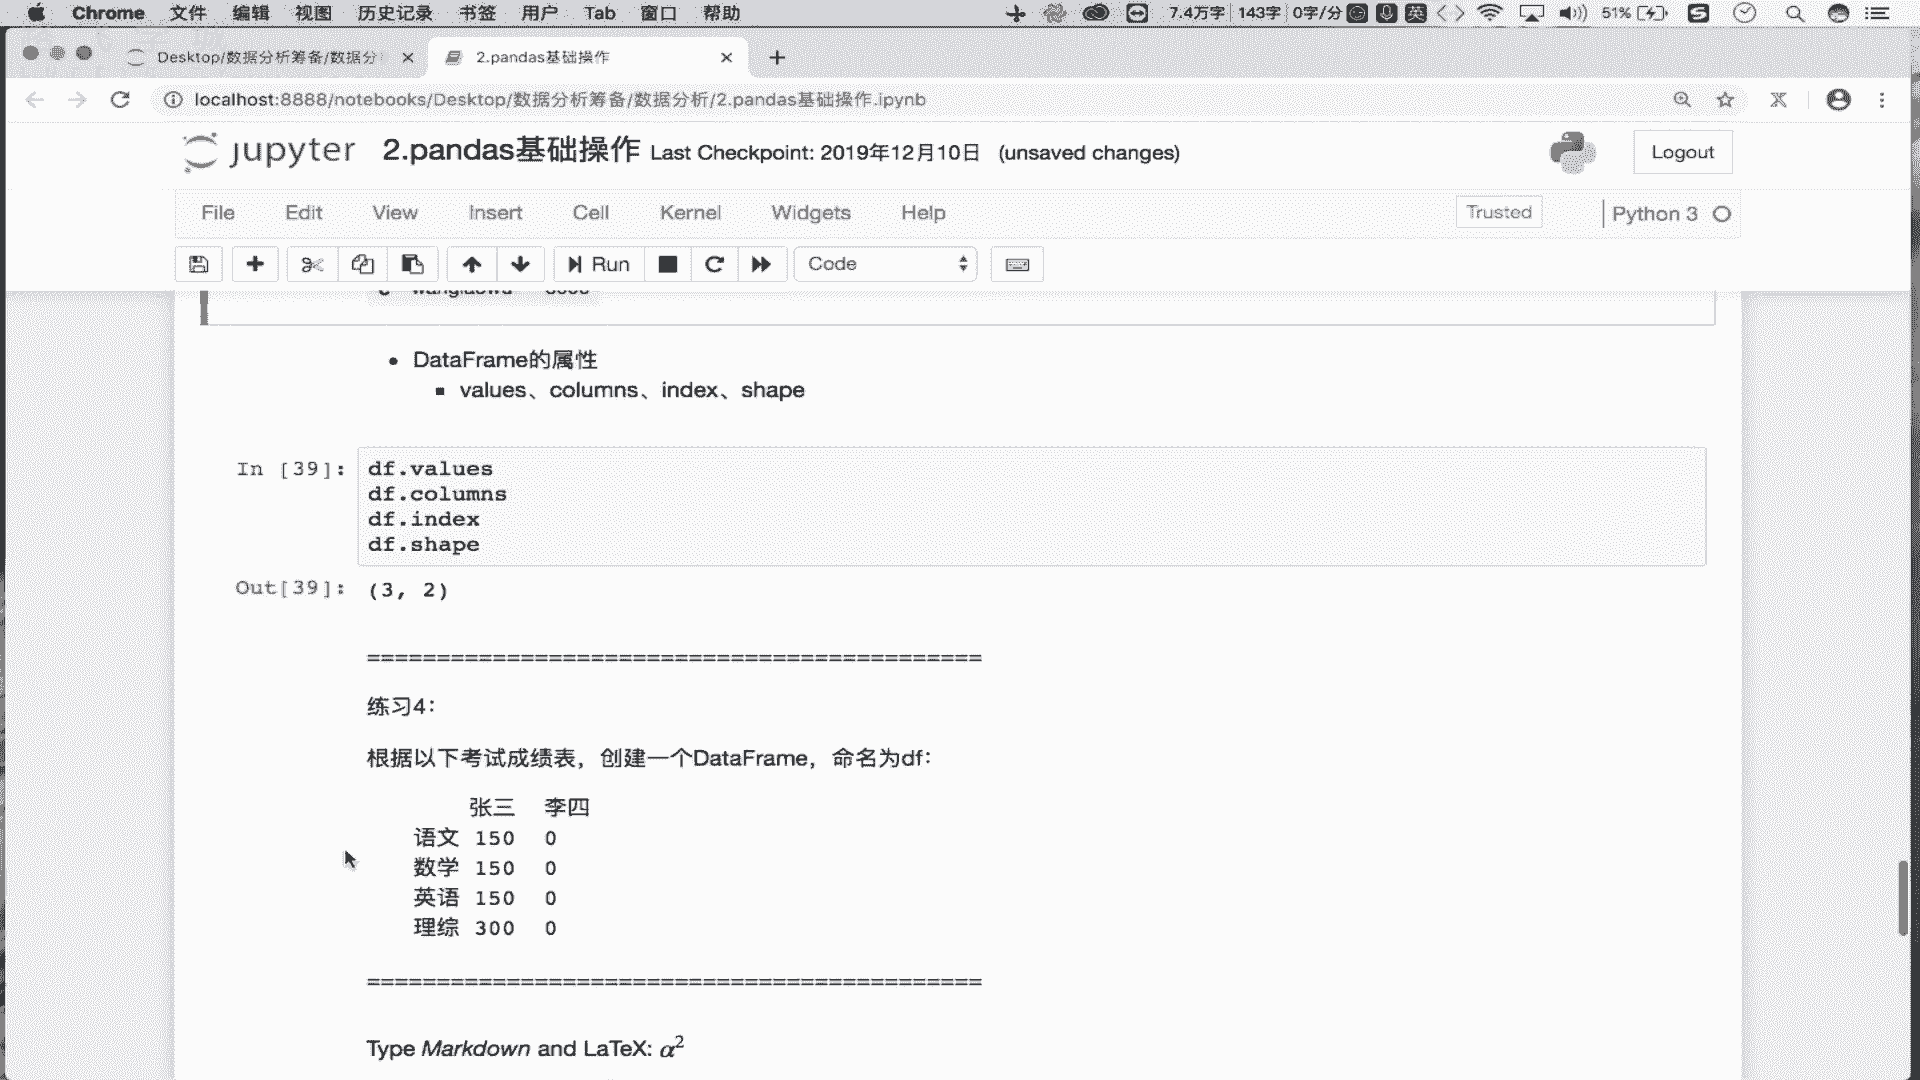 Chrome 文件 编辑 视图 历史记录 书签 用户 Tab 窗口 帮助 7.4万字 143字 0字/分 英 51%
Desktop/数据分析筹备/数据分 2.pandas基础操作
localhost:8888/notebooks/Desktop/数据分析筹备/数据分析/2.pandas基础操作.ipynb
jupyter 2.pandas基础操作 Last Checkpoint: 2019年12月10日 (unsaved changes) Logout
File Edit View Insert Cell Kernel Widgets Help Trusted Python 3
Run Code
DataFrame的属性
values、columns、index、shape
In [39]: df.values
df.columns
df.index
df.shape
Out[39]: (3, 2)
============================================
练习4：
根据以下考试成绩表，创建一个DataFrame，命名为df：
张三 李四
语文 150 0
数学 150 0
英语 150 0
理综 300 0
============================================
Type Markdown and LaTeX: α²